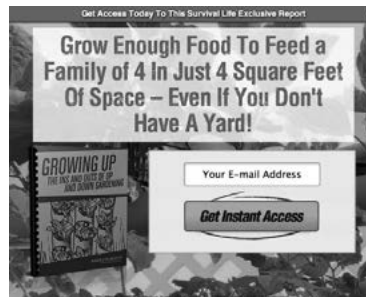 Get Access Today To This Survival Life Exclusive Report
Grow Enough Food To Feed a
Family of 4 In Just 4 Square Feet
Of Space – Even If You Don't
Have A Yard!
GROWING UP
THE INS AND OUTS OF UP
AND DOWN GARDENING
Your E-mail Address
Get Instant Access